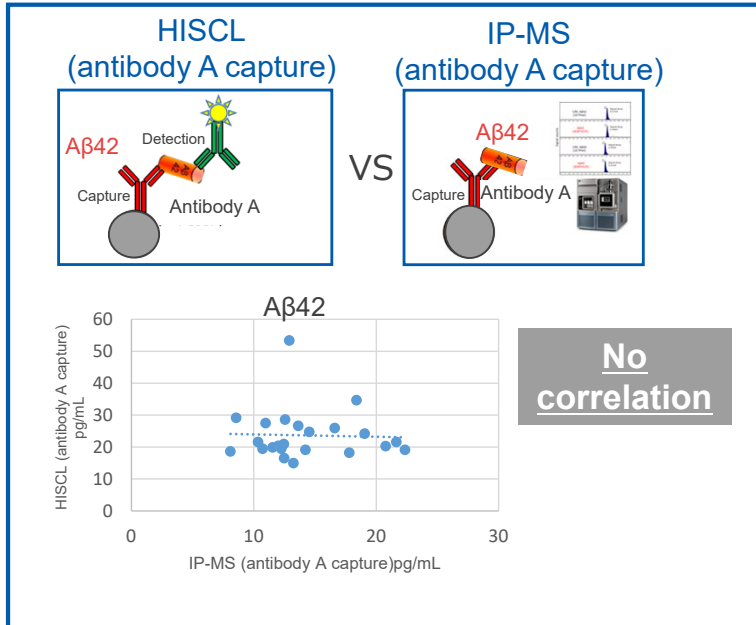 HISCL
(antibody A capture)
IP-MS
(antibody A capture)
Detection
Aβ42
Capture
Antibody A
VS
Aβ42
Capture
Antibody A
Aβ42
HISCL (antibody A capture)
pg/mL
60
50
40
30
20
10
0
0
10
20
30
IP-MS (antibody A capture)pg/mL
No
correlation